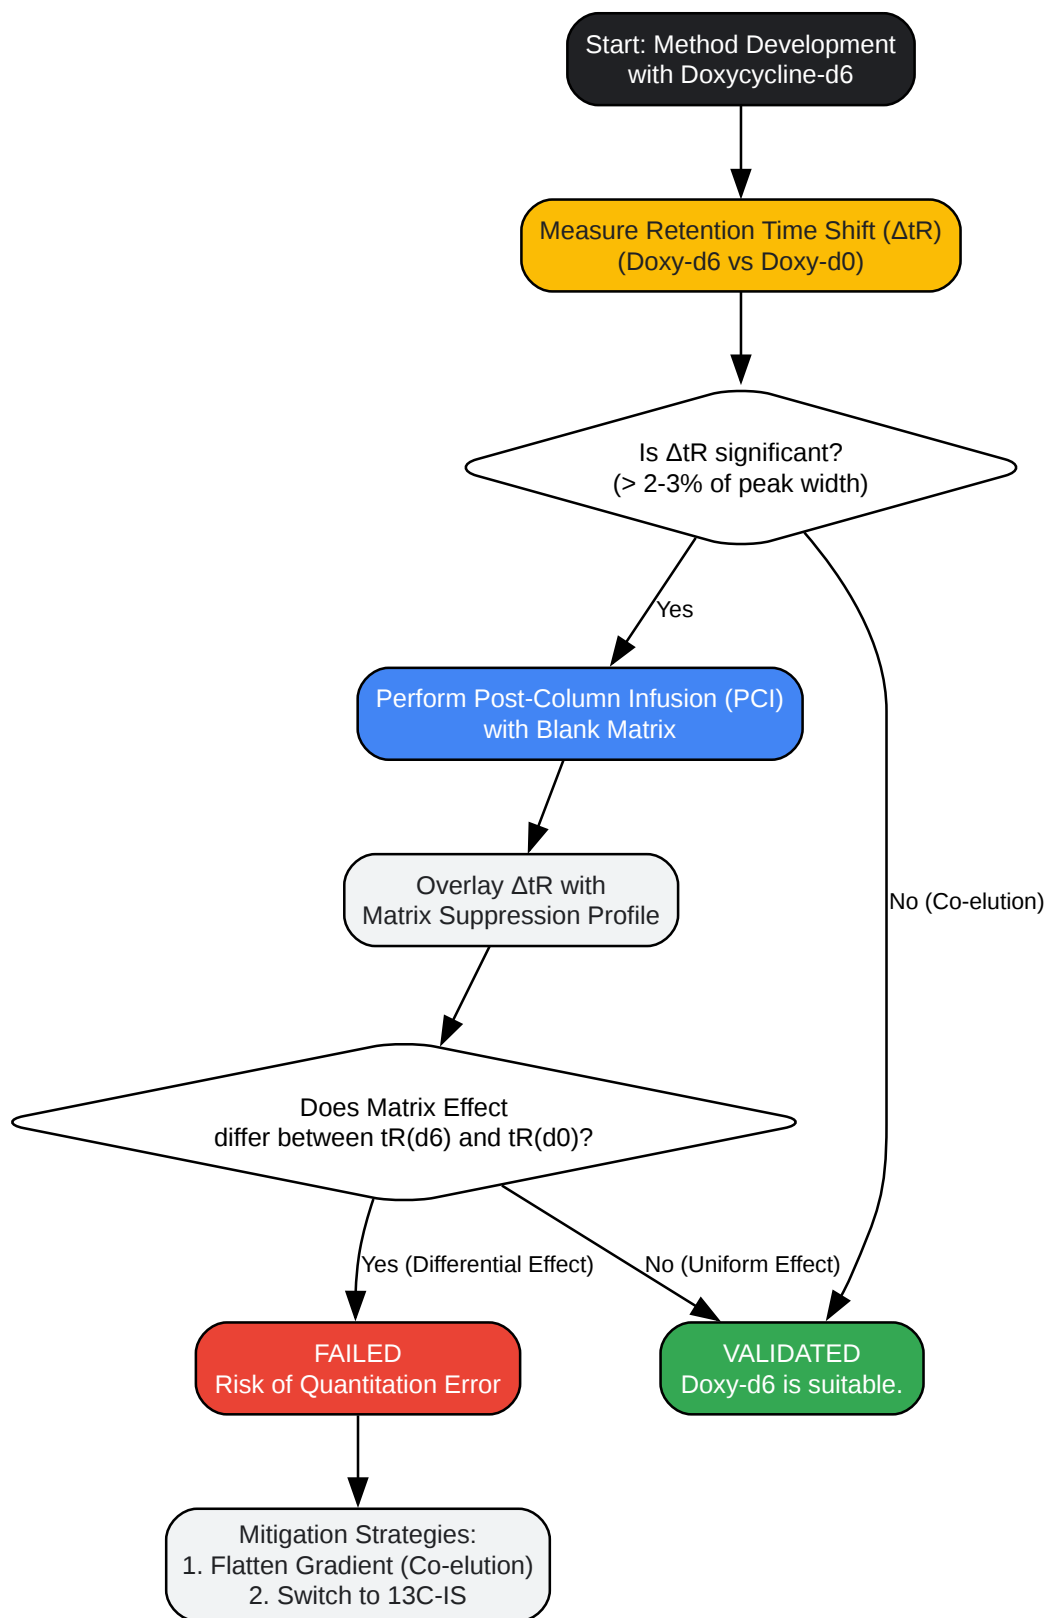 Start: Method Development
with Doxycycline-d6
Measure Retention Time Shift (ΔtR)
(Doxy-d6 vs Doxy-d0)
Is ΔtR significant?
(> 2-3% of peak width)
Yes
Perform Post-Column Infusion (PCI)
with Blank Matrix
Overlay ΔtR with
Matrix Suppression Profile
No (Co-elution)
Does Matrix Effect
differ between tR(d6) and tR(d0)?
Yes (Differential Effect)
No (Uniform Effect)
FAILED
Risk of Quantitation Error
VALIDATED
Doxy-d6 is suitable.
Mitigation Strategies:
1. Flatten Gradient (Co-elution)
2. Switch to 13C-IS